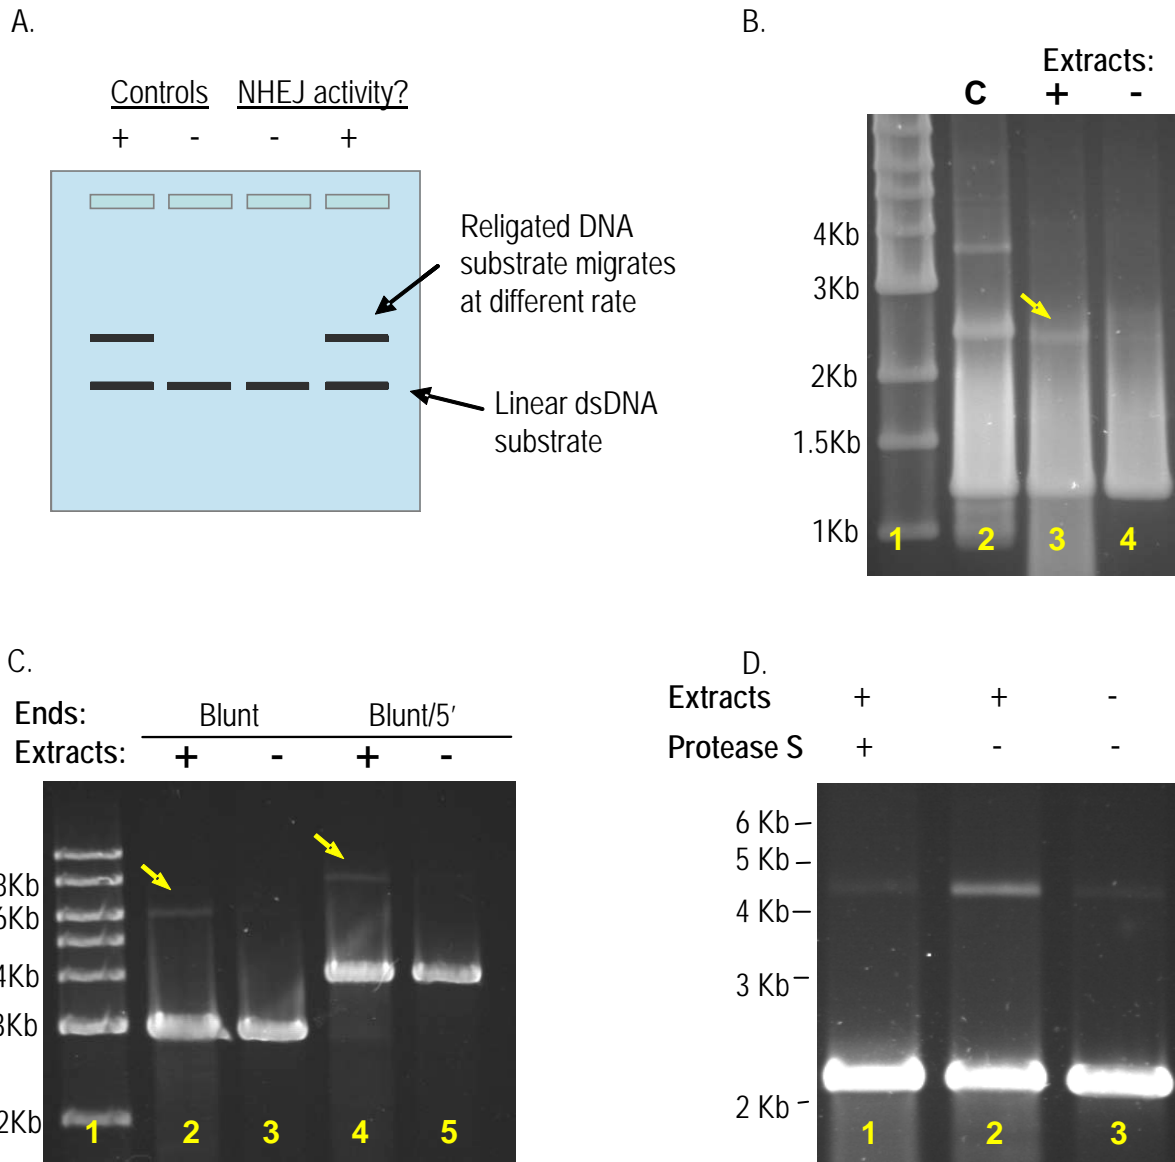 A.
Controls NHEJ activity?
+ - - +
Religated DNA
substrate migrates
at different rate
Linear dsDNA
substrate
B.
Extracts:
C + -
4Kb
3Kb
2Kb
1.5Kb
1Kb
1 2 3 4
C.
Ends: Blunt Blunt/5′
Extracts: + - + -
8Kb
6Kb
4Kb
3Kb
2Kb
1 2 3 4 5
D.
Extracts + + -
Protease S + - -
6 Kb
5 Kb
4 Kb
3 Kb
2 Kb
1 2 3